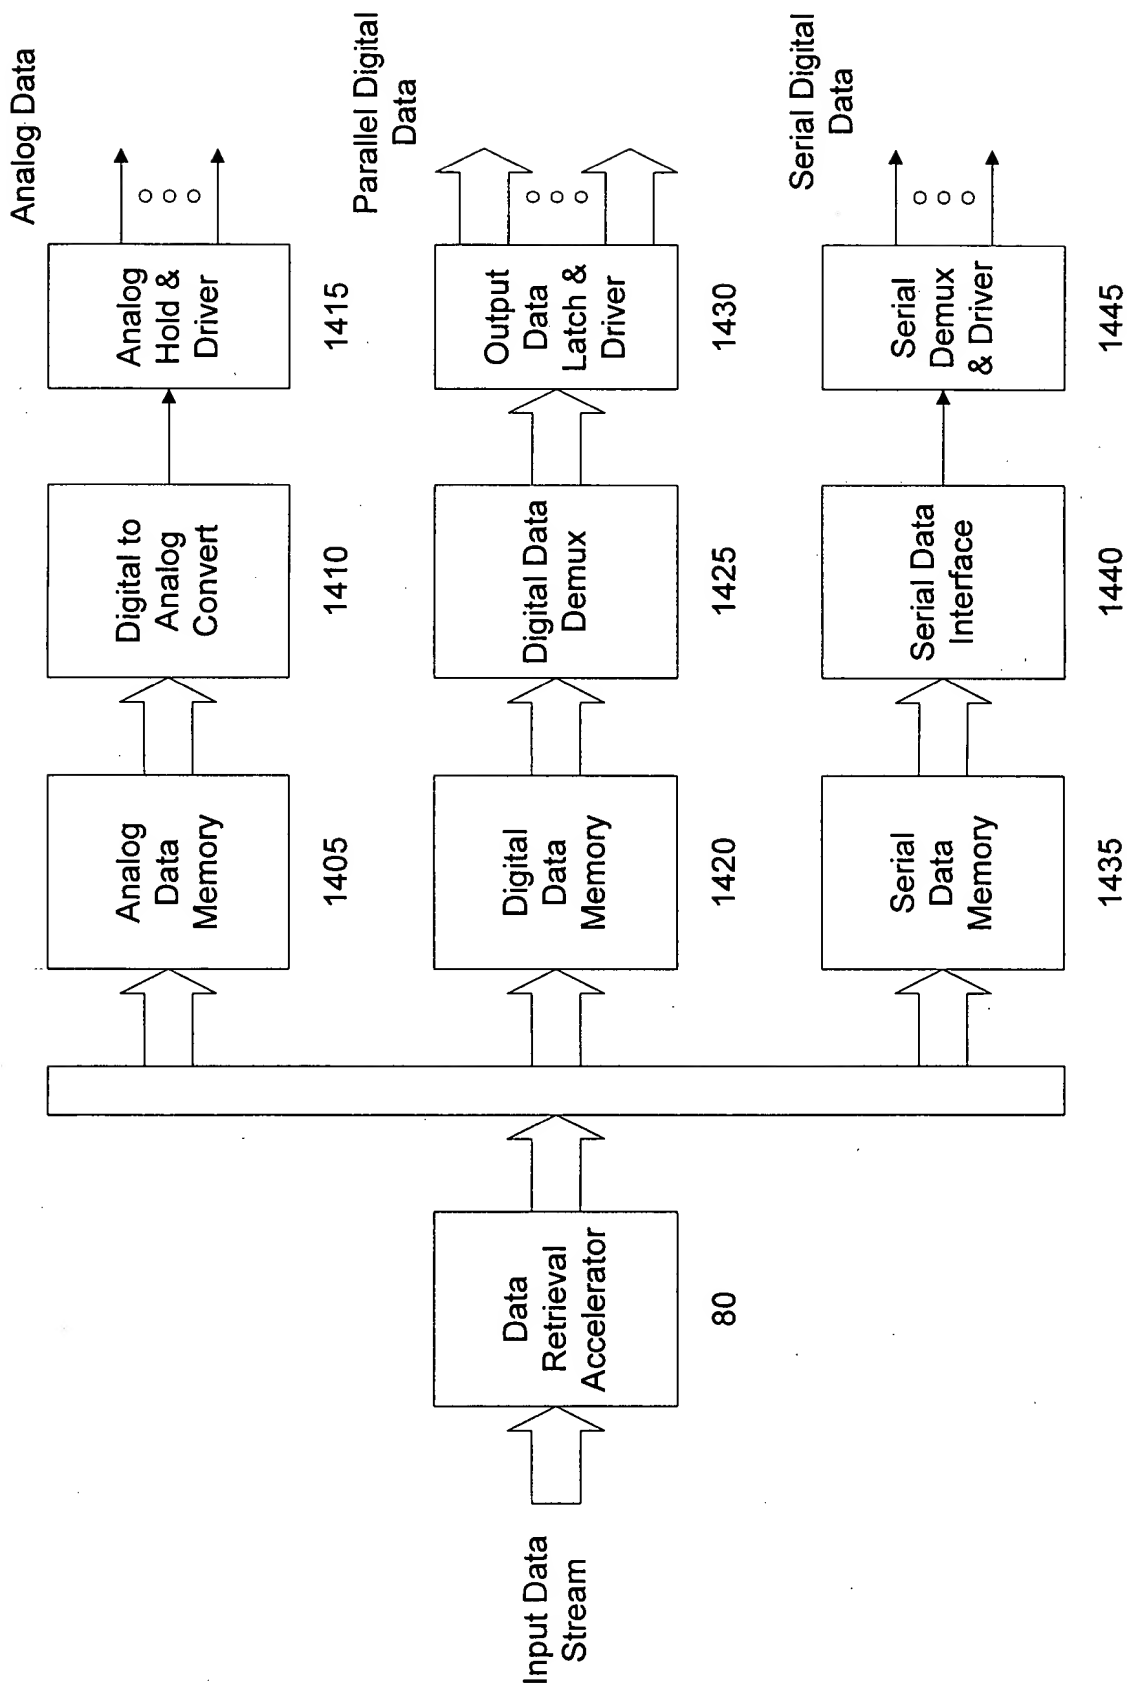 Input Data
Stream
Data
Retrieval
Accelerator
80
Analog
Data
Memory
1405
Digital to
Analog
Convert
1410
Analog
Hold &
Driver
1415
Analog Data
Digital
Data
Memory
1420
Digital Data
Demux
1425
Output
Data
Latch &
Driver
1430
Parallel Digital
Data
Serial
Data
Memory
1435
Serial Data
Interface
1440
Serial
Demux
& Driver
1445
Serial Digital
Data